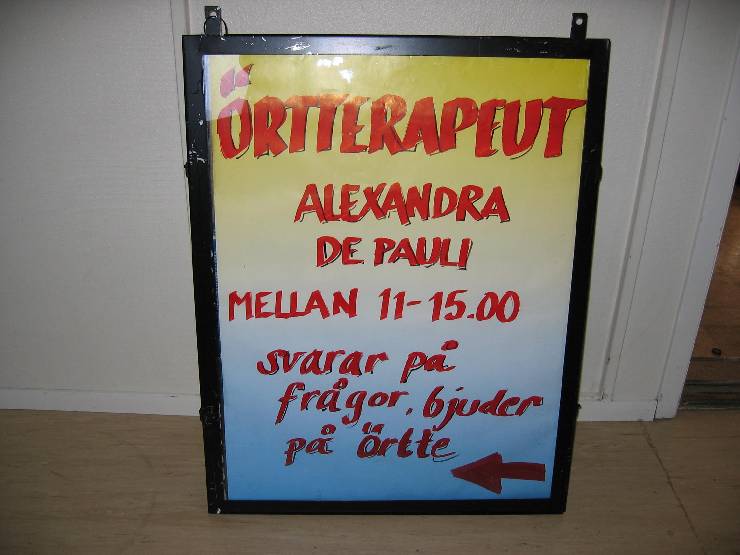 ÖRTTERAPEUT
ALEXANDRA
DE PAULI
MELLAN 11-15.00
svarar på
frågor, bjuder
på Örtte